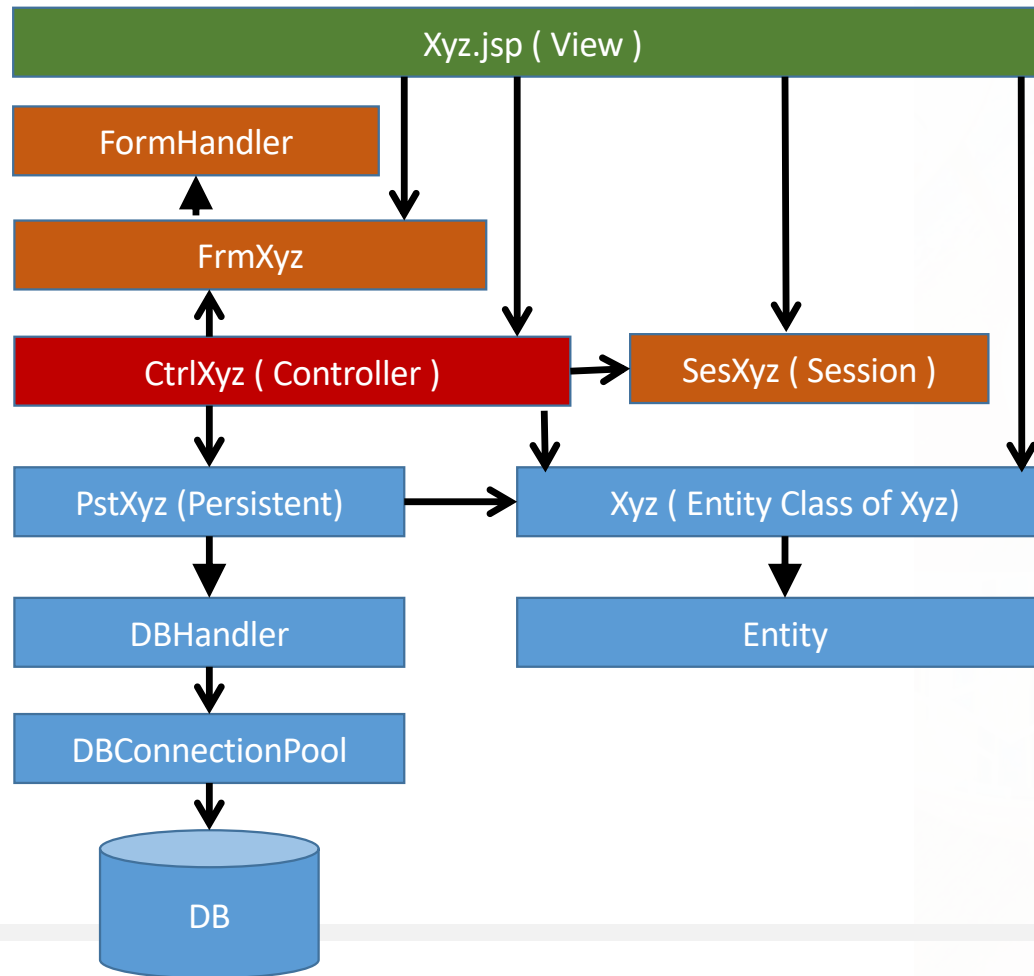 Xyz.jsp ( View )
FormHandler
FrmXyz
CtrlXyz ( Controller )
SesXyz ( Session )
PstXyz (Persistent)
Xyz ( Entity Class of Xyz)
DBHandler
Entity
DBConnectionPool
DB